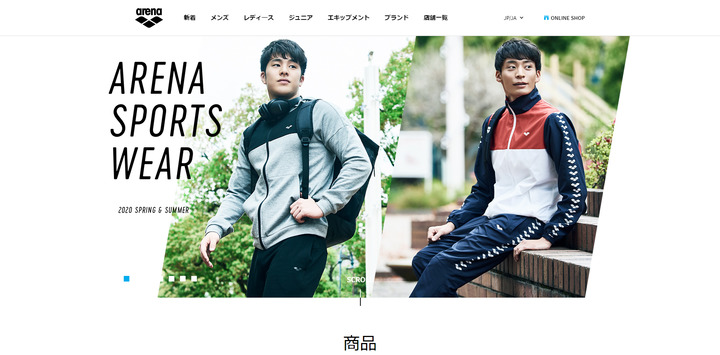 arena
新着 メンズ レディース ジュニア エキップメント ブランド 店舗一覧 JP/JA ONLINE SHOP
ARENA
SPORTS
WEAR
2020 SPRING & SUMMER
SCRO
商品